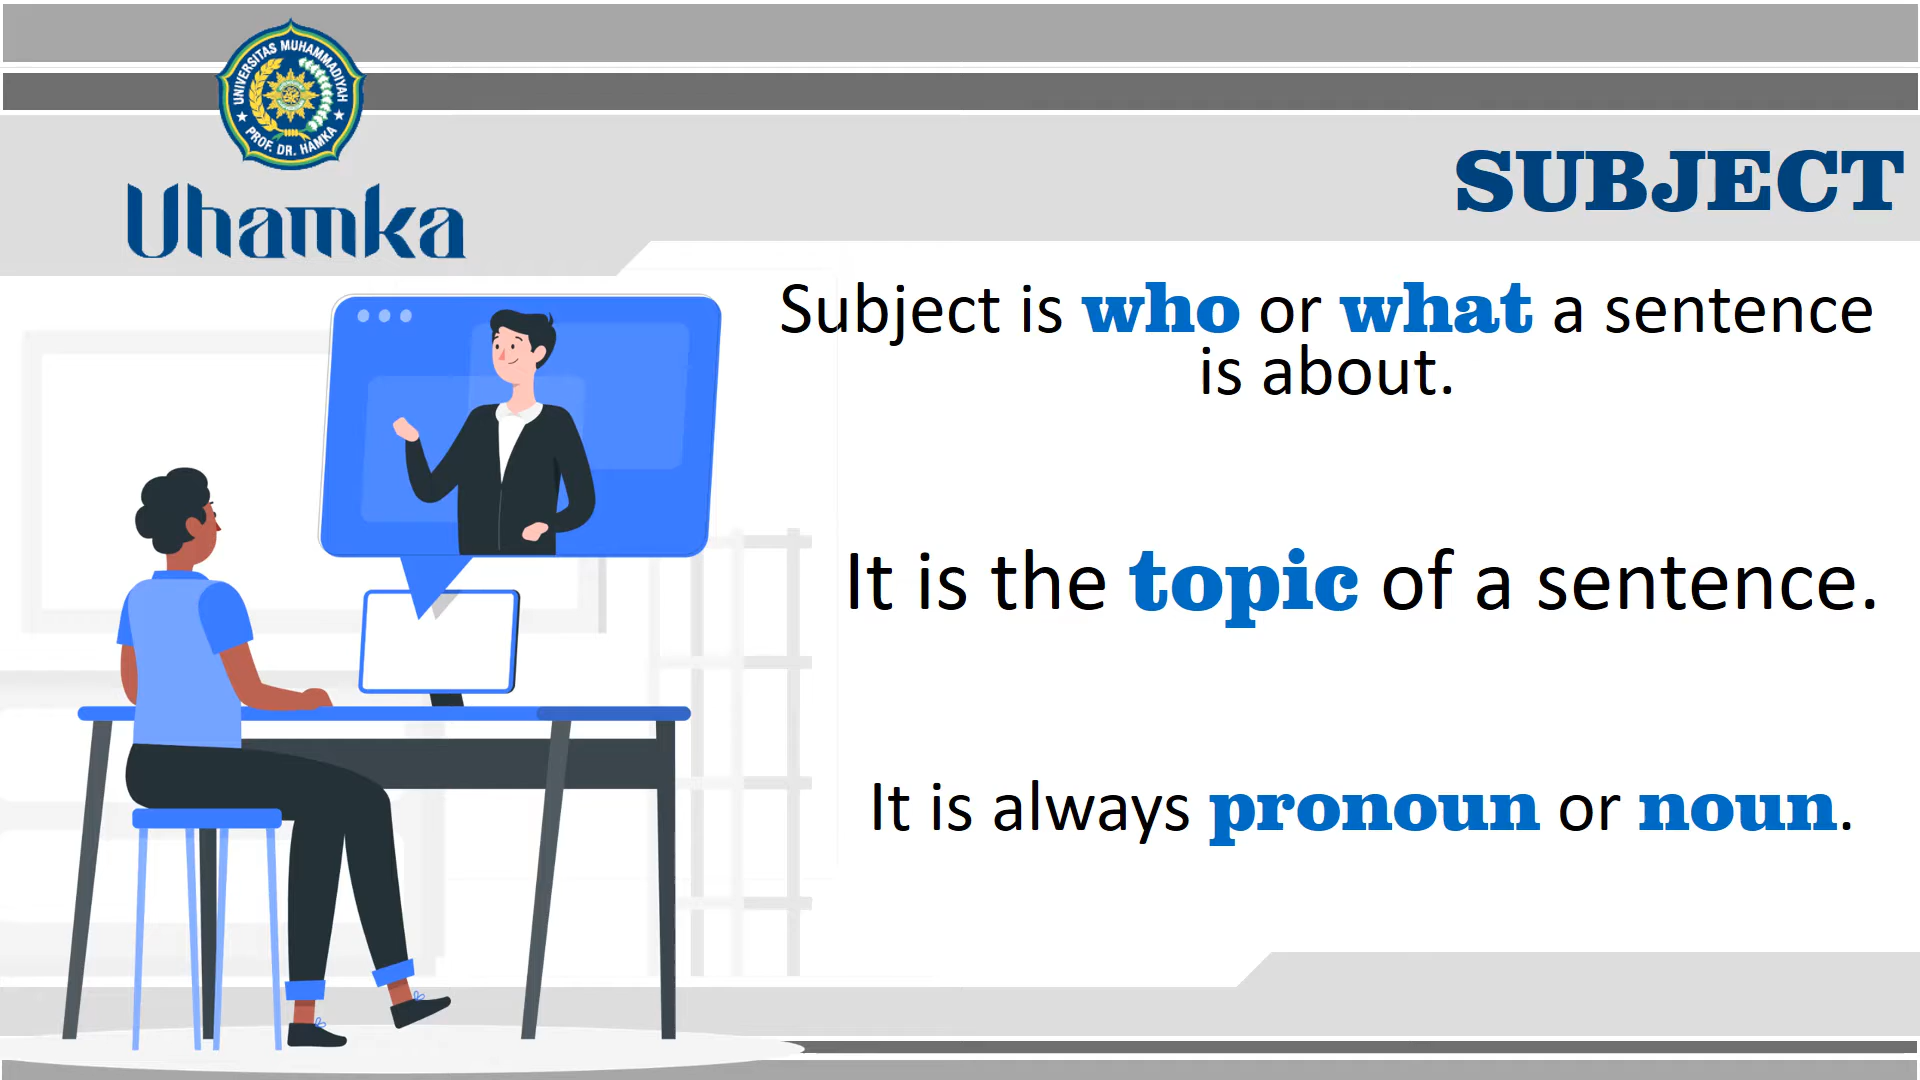 UNIVERSITAS MUHAMMADIYAH
PROF. DR. HAMKA
Uhamka
SUBJECT
Subject is who or what a sentence
is about.
It is the topic of a sentence.
It is always pronoun or noun.